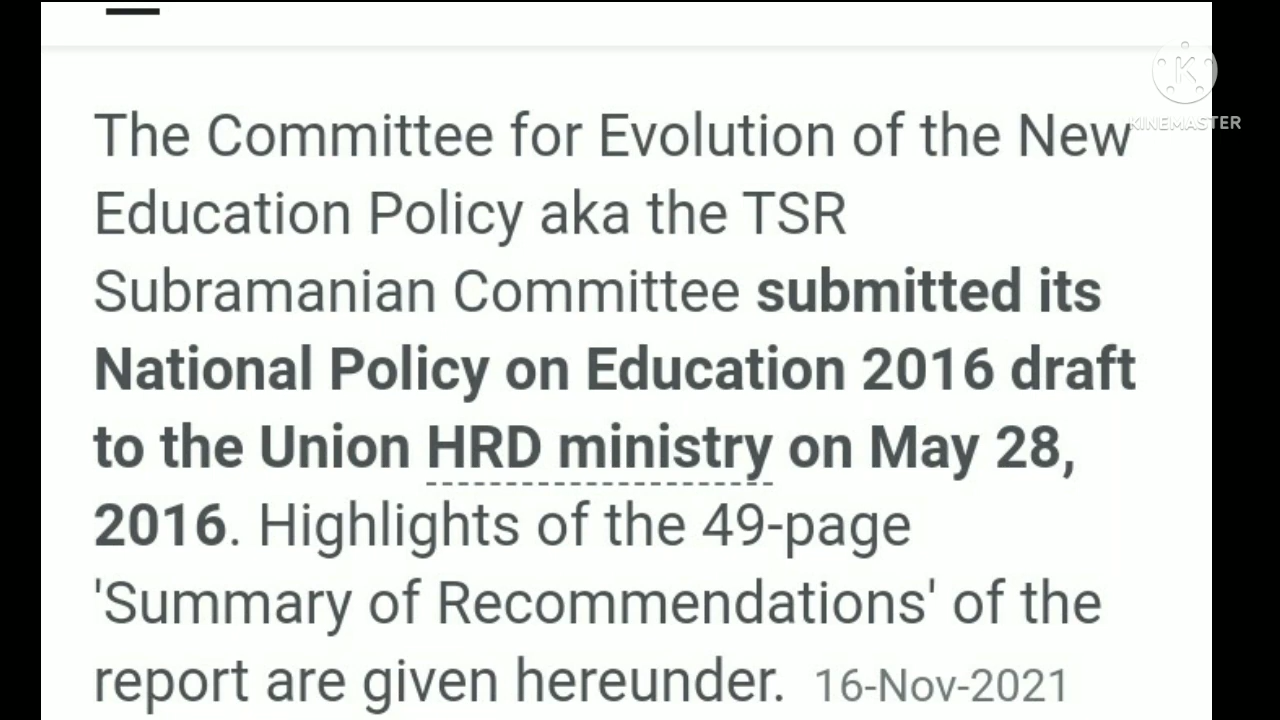 The Committee for Evolution of the New
Education Policy aka the TSR
Subramanian Committee submitted its
National Policy on Education 2016 draft
to the Union HRD ministry on May 28,
2016. Highlights of the 49-page
'Summary of Recommendations' of the
report are given hereunder. 16-Nov-2021
K
KINEMASTER